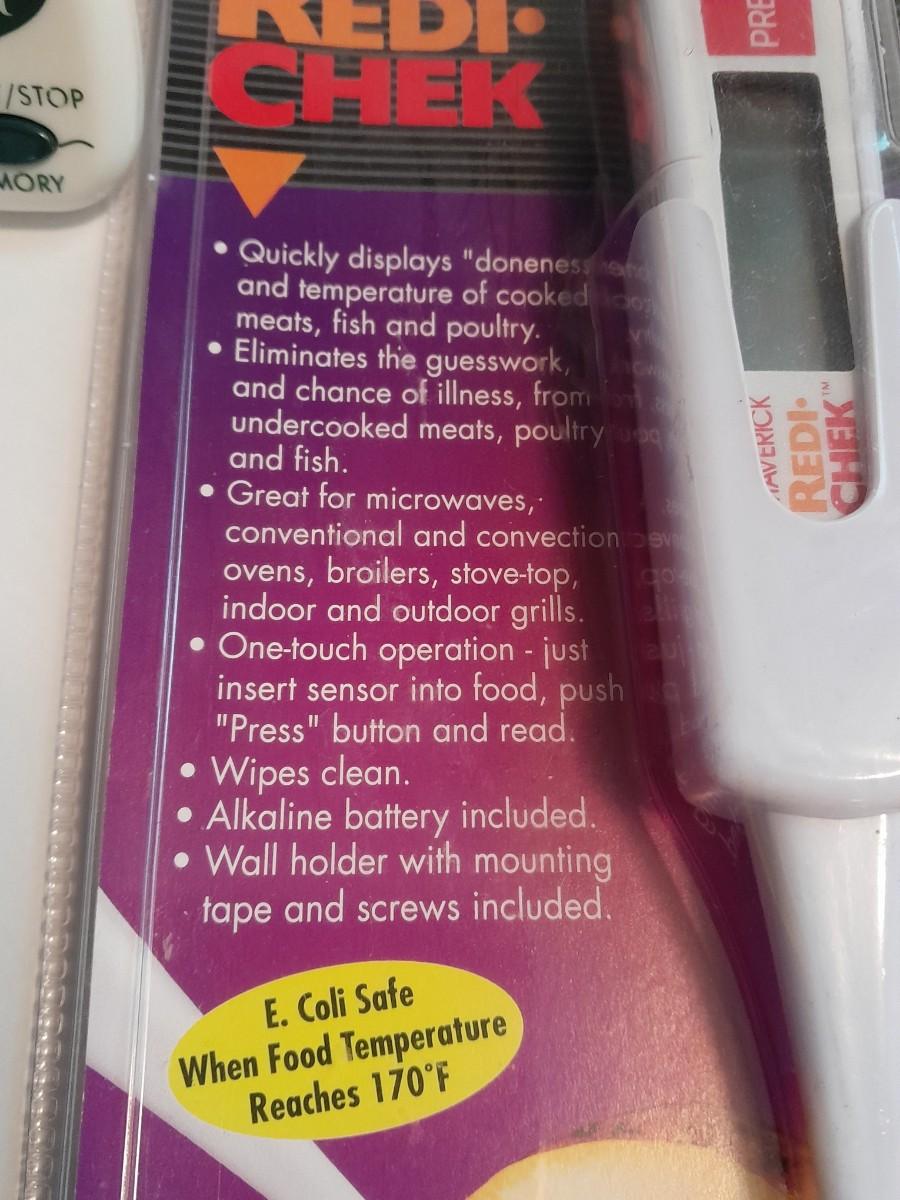 REDI•
CHEK
/STOP
MORY
• Quickly displays "doneness
and temperature of cooked
meats, fish and poultry.
• Eliminates the guesswork,
and chance of illness, from
undercooked meats, poultry
and fish.
• Great for microwaves,
conventional and convection
ovens, broilers, stove-top,
indoor and outdoor grills.
• One-touch operation - just
insert sensor into food, push
"Press" button and read.
• Wipes clean.
• Alkaline battery included.
• Wall holder with mounting
tape and screws included.
E. Coli Safe
When Food Temperature
Reaches 170°F
PRE
MAVERICK
REDI•
CHEK™